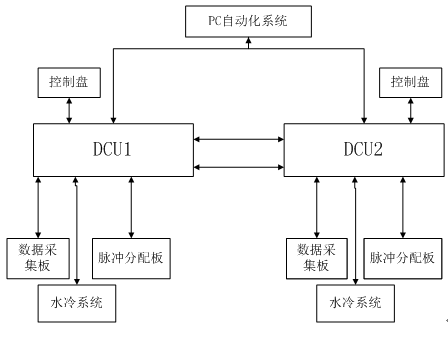 PC自动化系统
控制盘
控制盘
DCU1
DCU2
数据采
集板
脉冲分配板
数据采
集板
脉冲分配板
水冷系统
水冷系统